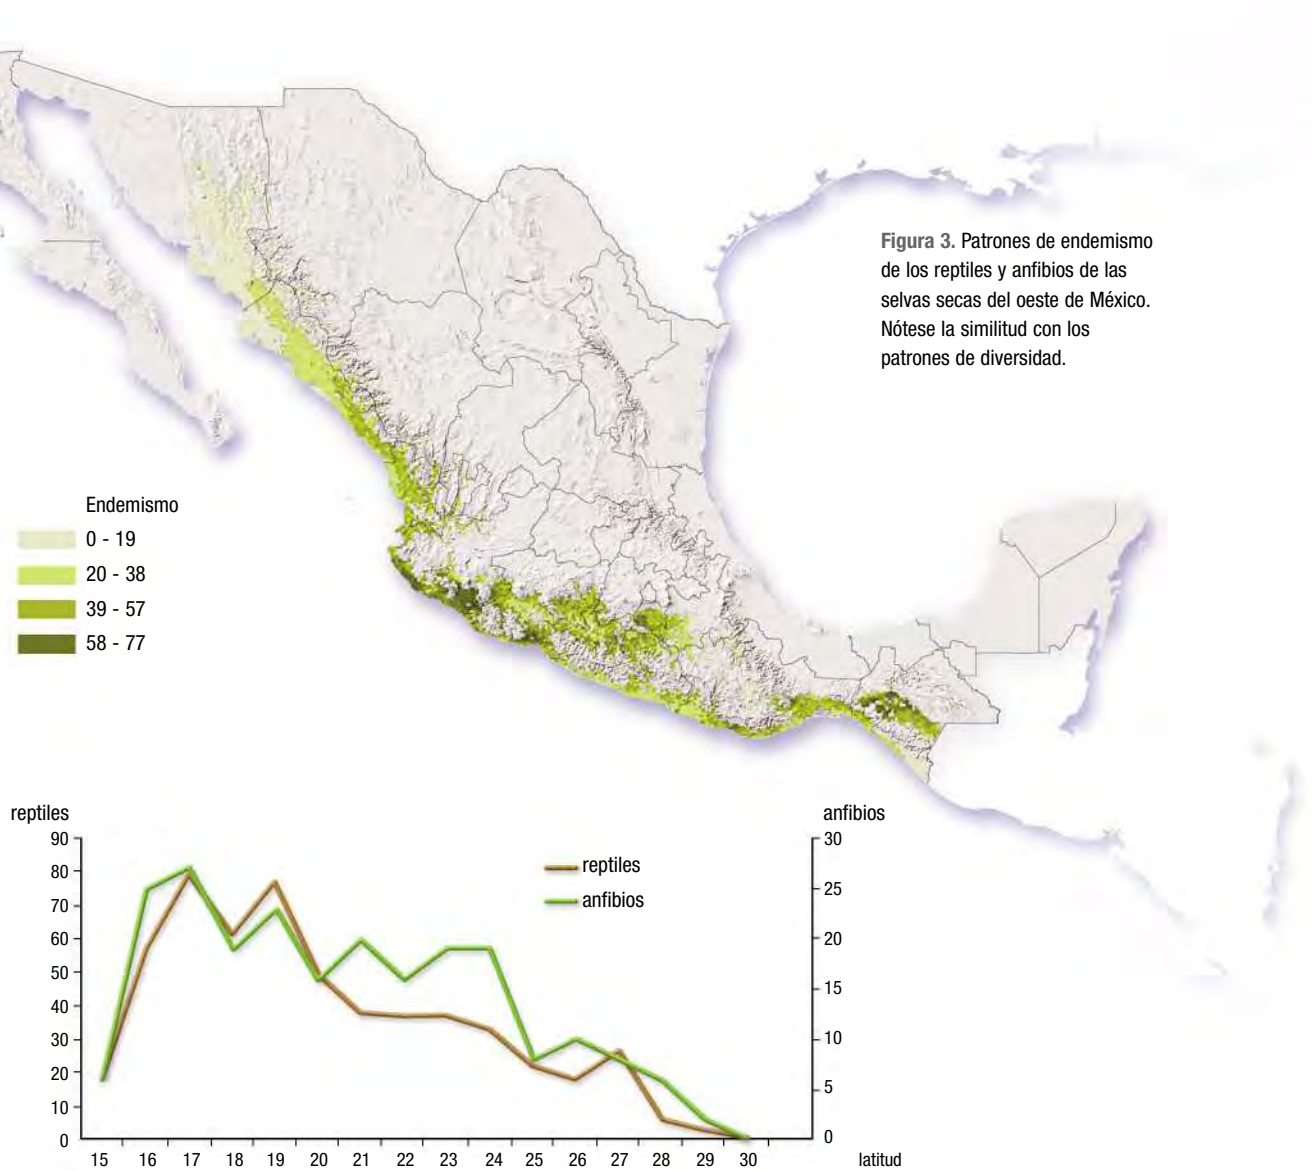 Figura 3. Patrones de endemismo
de los reptiles y anfibios de las
selvas secas del oeste de México.
Nótese la similitud con los
patrones de diversidad.
Endemismo
0 - 19
20 - 38
39 - 57
58 - 77
reptiles
anfibios
90
80
70
60
50
40
30
20
10
0
reptiles
anfibios
30
25
20
15
10
5
0
15 16 17 18 19 20 21 22 23 24 25 26 27 28 29 30 latitud